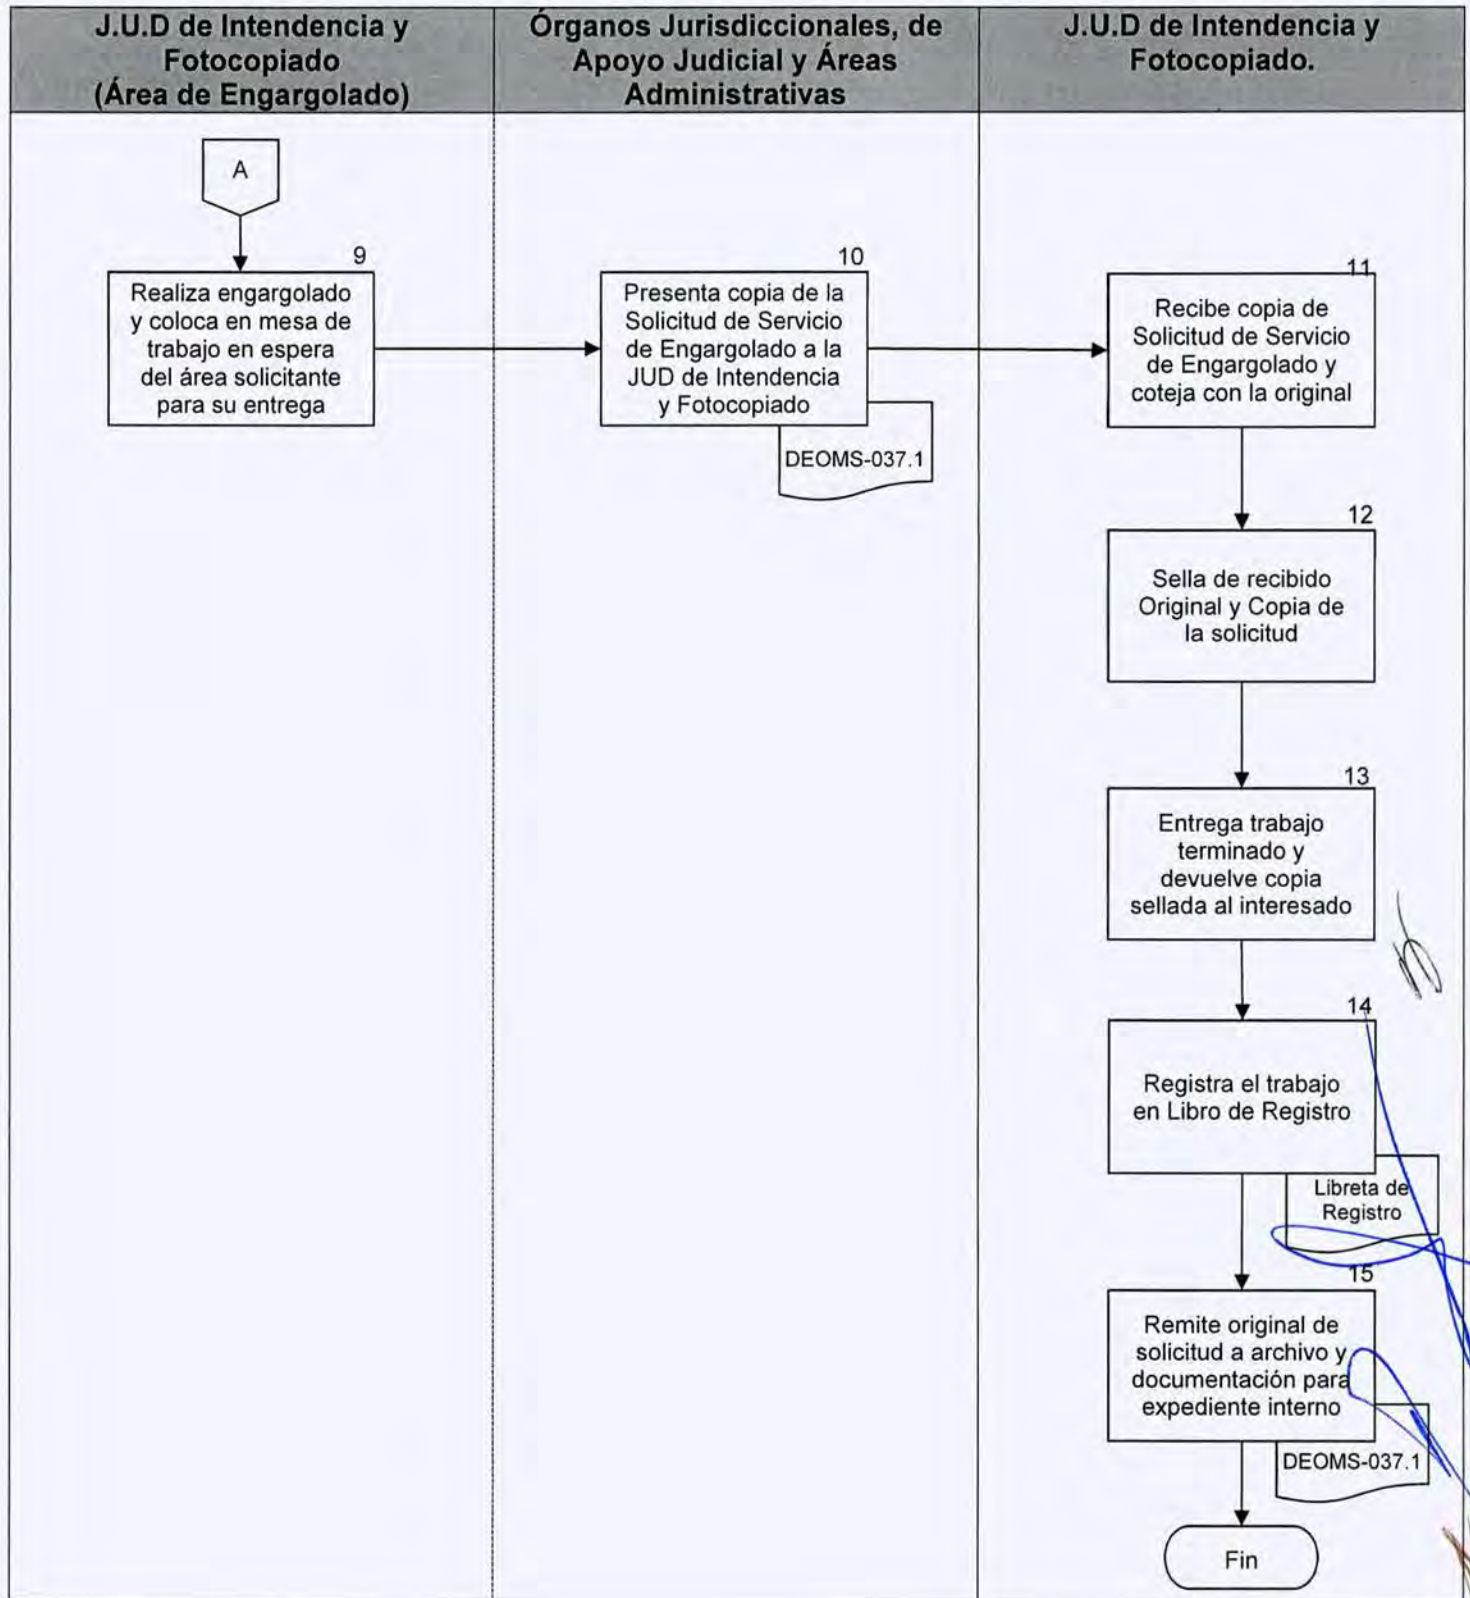 J.U.D de Intendencia y
Fotocopiado
(Área de Engargolado)
Órganos Jurisdiccionales, de
Apoyo Judicial y Áreas
Administrativas
J.U.D de Intendencia y
Fotocopiado.
A
9
Realiza engargolado
y coloca en mesa de
trabajo en espera
del área solicitante
para su entrega
10
Presenta copia de la
Solicitud de Servicio
de Engargolado a la
JUD de Intendencia
y Fotocopiado
DEOMS-037.1
11
Recibe copia de
Solicitud de Servicio
de Engargolado y
coteja con la original
12
Sella de recibido
Original y Copia de
la solicitud
13
Entrega trabajo
terminado y
devuelve copia
sellada al interesado
14
Registra el trabajo
en Libro de Registro
Libreta de
Registro
15
Remite original de
solicitud a archivo y
documentación para
expediente interno
DEOMS-037.1
Fin